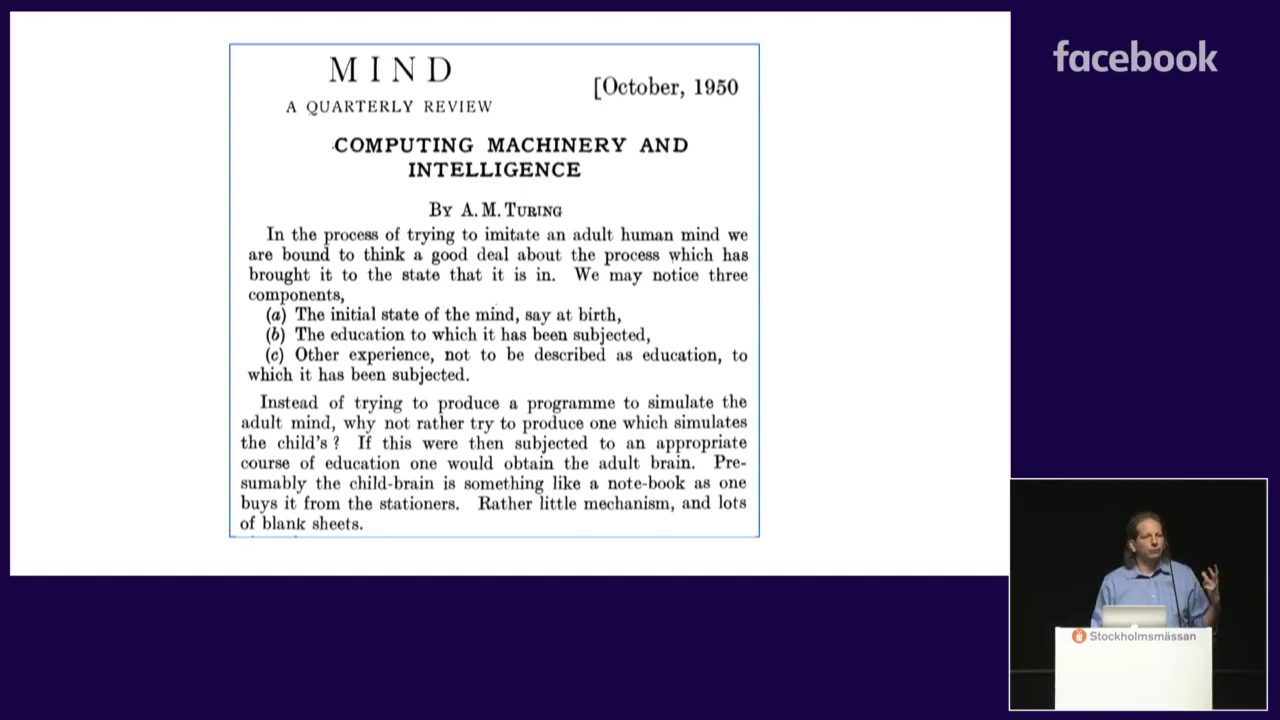 MIND
[October, 1950
A QUARTERLY REVIEW
COMPUTING MACHINERY AND
INTELLIGENCE
BY A. M. TURING
In the process of trying to imitate an adult human mind we
are bound to think a good deal about the process which has
brought it to the state that it is in. We may notice three
components,
(a) The initial state of the mind, say at birth,
(b) The education to which it has been subjected,
(c) Other experience, not to be described as education, to
which it has been subjected.
Instead of trying to produce a programme to simulate the
adult mind, why not rather try to produce one which simulates
the child's ? If this were then subjected to an appropriate
course of education one would obtain the adult brain. Pre-
sumably the child-brain is something like a note-book as one
buys it from the stationers. Rather little mechanism, and lots
of blank sheets.
facebook
Stockholmsmässan